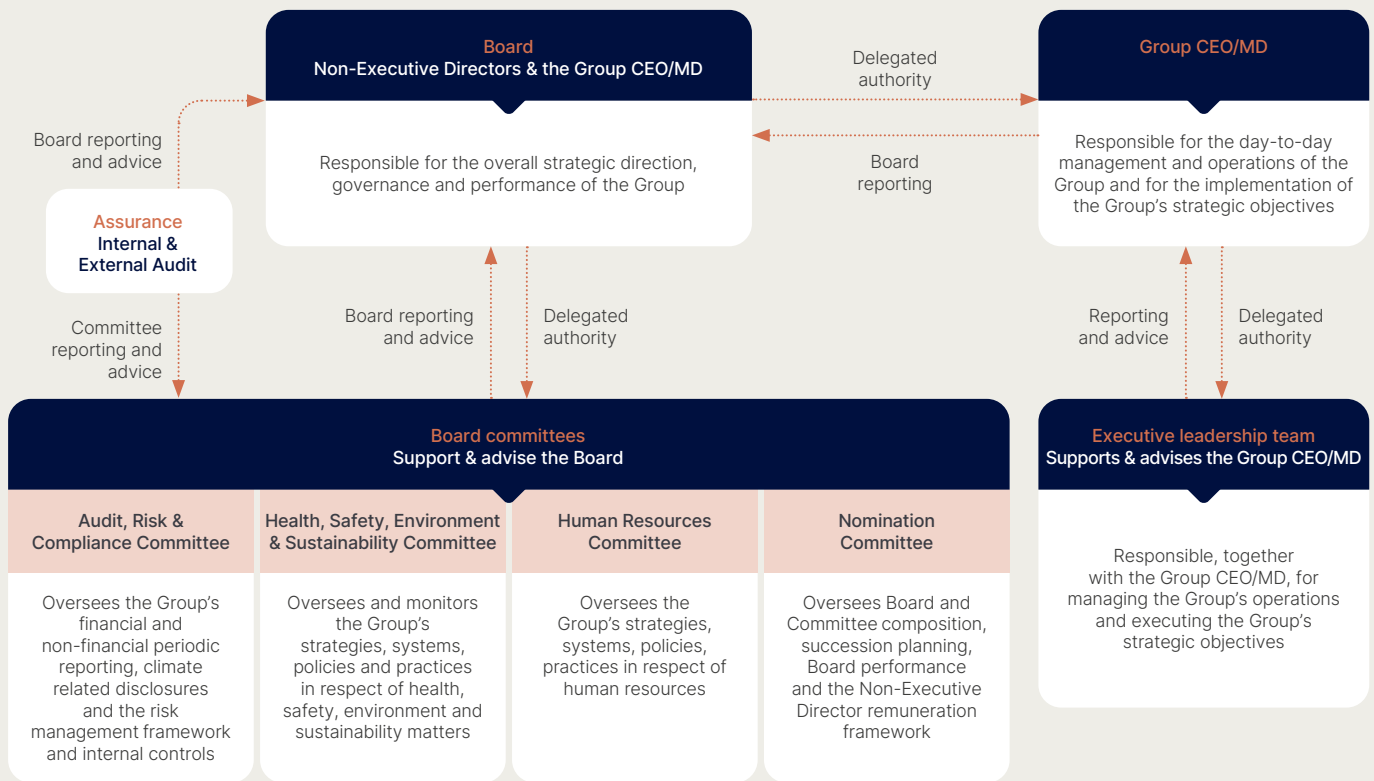 Board
Non-Executive Directors & the Group CEO/MD
Responsible for the overall strategic direction,
governance and performance of the Group
Delegated
authority
Board
reporting
Group CEO/MD
Responsible for the day-to-day
management and operations of the
Group and for the implementation of
the Group's strategic objectives
Board reporting
and advice
Assurance
Internal &
External Audit
Committee
reporting and
advice
Board reporting
and advice
Delegated
authority
Reporting
and advice
Delegated
authority
Board committees
Support & advise the Board
Audit, Risk &
Compliance Committee
Oversees the Group's
financial and
non-financial periodic
reporting, climate
related disclosures
and the risk
management framework
and internal controls
Health, Safety, Environment
& Sustainability Committee
Oversees and monitors
the Group's
strategies, systems,
policies and practices
in respect of health,
safety, environment and
sustainability matters
Human Resources
Committee
Oversees the
Group's strategies,
systems, policies,
practices in respect of
human resources
Nomination
Committee
Oversees Board and
Committee composition,
succession planning,
Board performance
and the Non-Executive
Director remuneration
framework
Executive leadership team
Supports & advises the Group CEO/MD
Responsible, together
with the Group CEO/MD, for
managing the Group's operations
and executing the Group's
strategic objectives